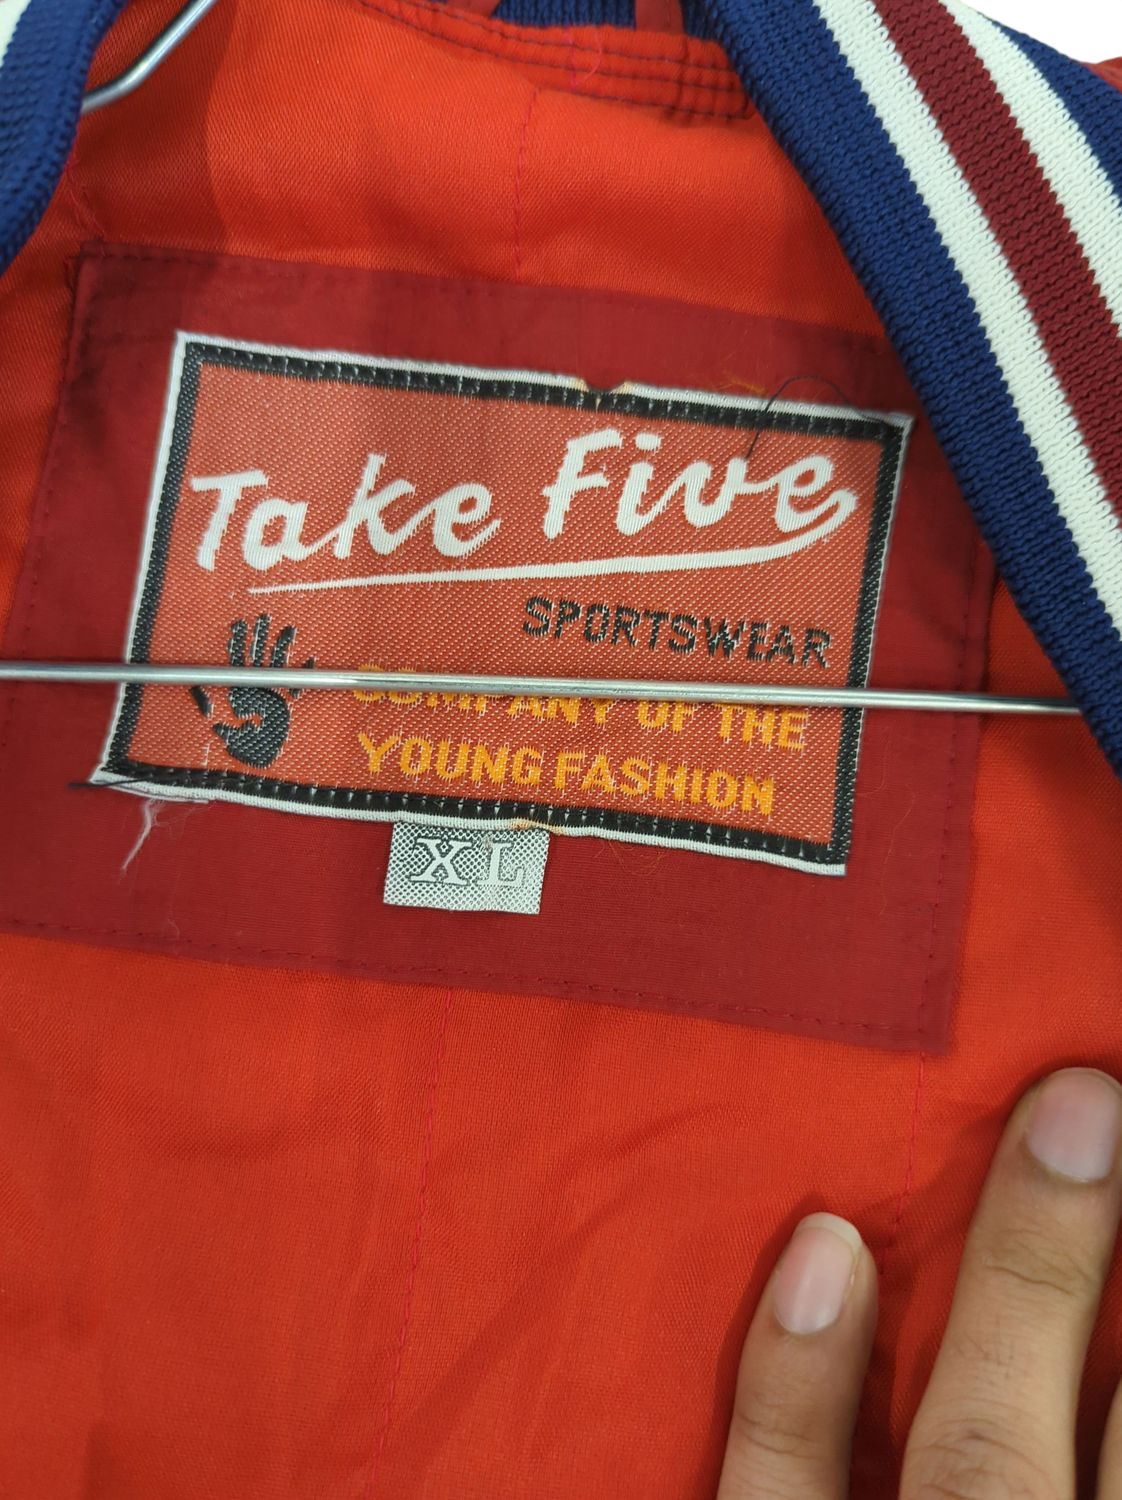 Take Five
SPORTSWEAR
COMPANY OF THE
YOUNG FASHION
XL